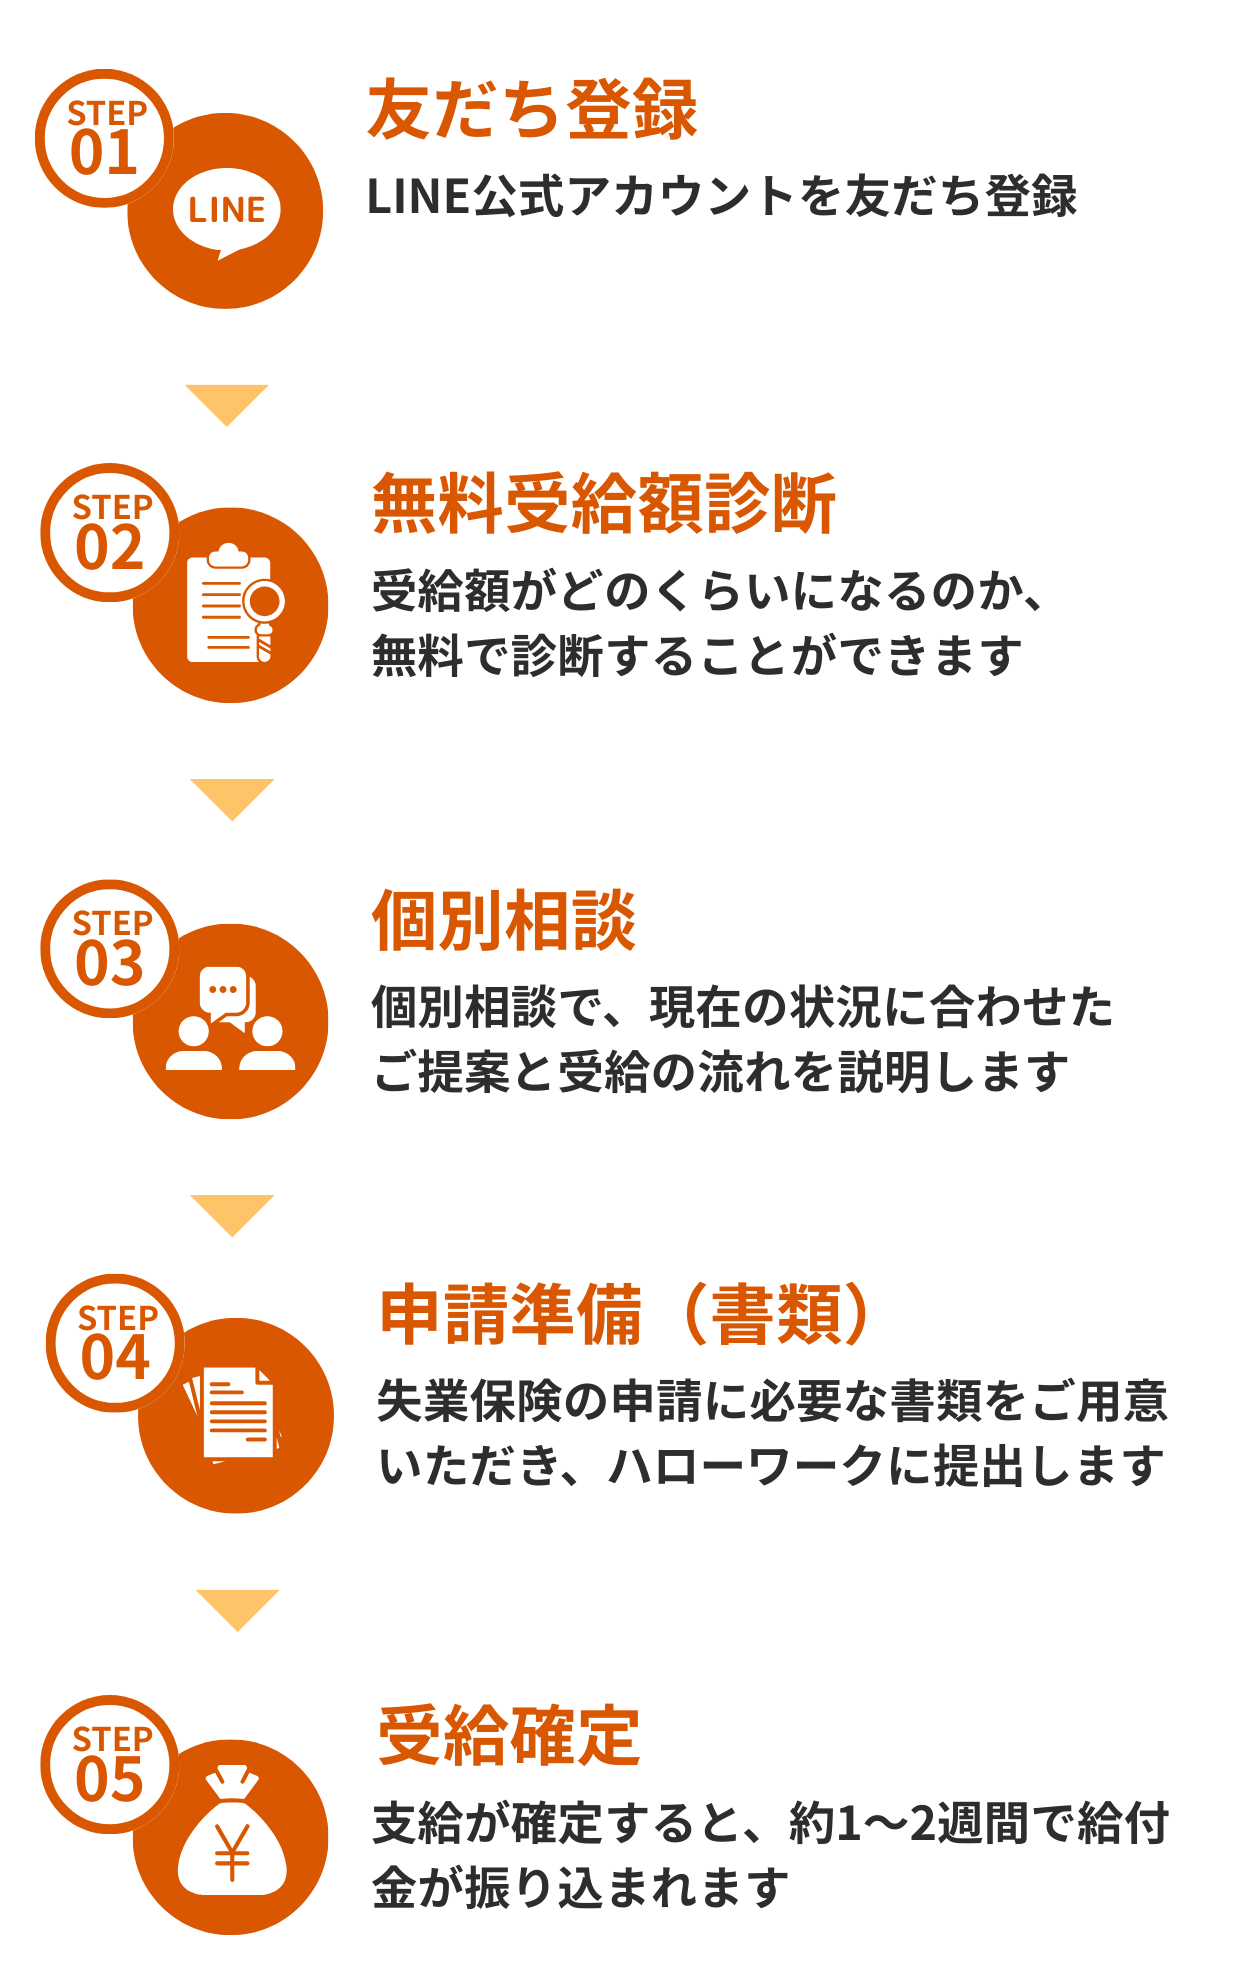 STEP
01
LINE
友だち登録
LINE公式アカウントを友だち登録
STEP
02
無料受給額診断
受給額がどのくらいになるのか、
無料で診断することができます
STEP
03
個別相談
個別相談で、現在の状況に合わせた
ご提案と受給の流れを説明します
STEP
04
申請準備（書類）
失業保険の申請に必要な書類をご用意
いただき、ハローワークに提出します
STEP
05
¥
受給確定
支給が確定すると、約1〜2週間で給付
金が振り込まれます